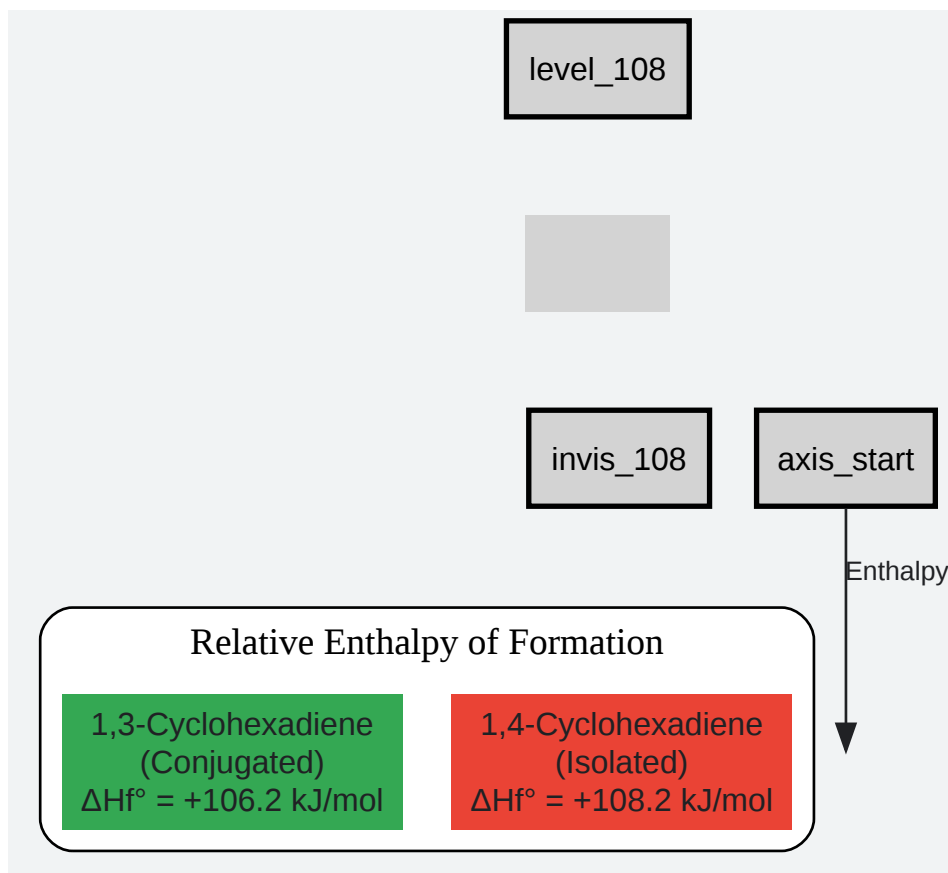 level_108
invis_108
axis_start
Enthalpy
Relative Enthalpy of Formation
1,3-Cyclohexadiene
(Conjugated)
ΔHf° = +106.2 kJ/mol
1,4-Cyclohexadiene
(Isolated)
ΔHf° = +108.2 kJ/mol